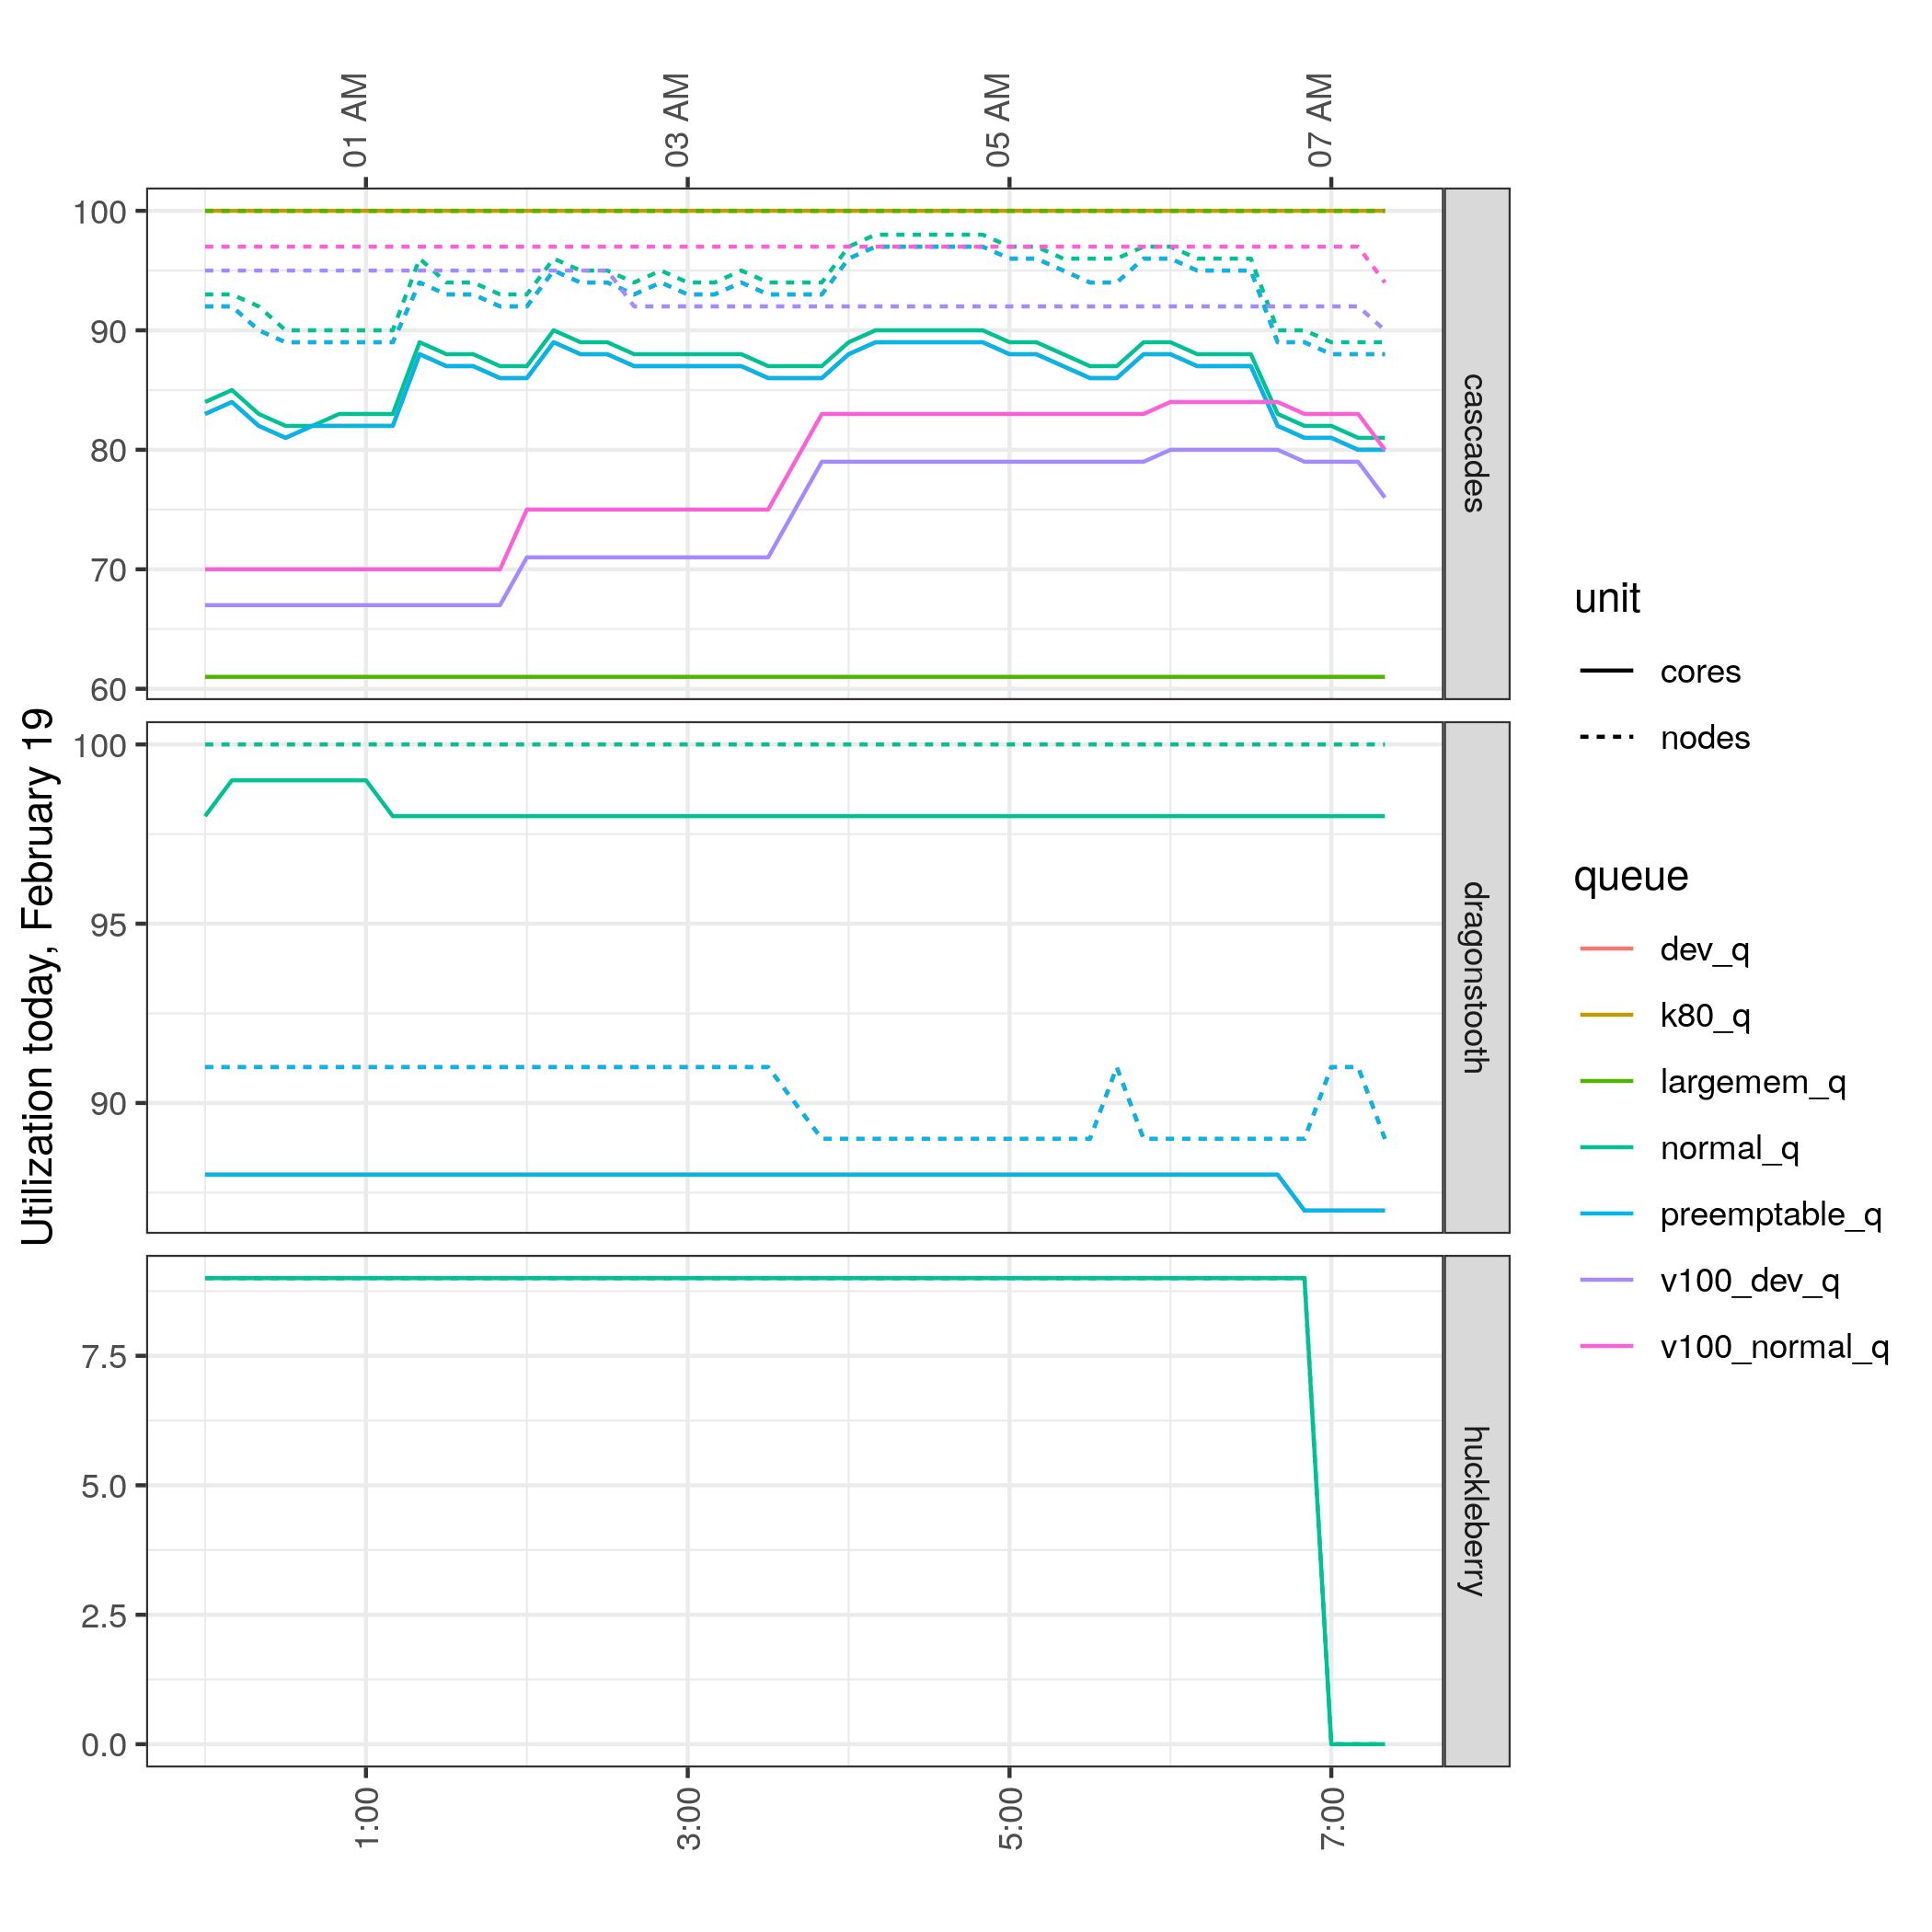 01 AM
03 AM
05 AM
07 AM
Utilization today, February 19
100
90
80
70
60
cascades
100
95
90
dragonstooth
7.5
5.0
2.5
0.0
huckleberry
1:00
3:00
5:00
7:00
unit
cores
nodes
queue
dev_q
k80_q
largemem_q
normal_q
preemptable_q
v100_dev_q
v100_normal_q